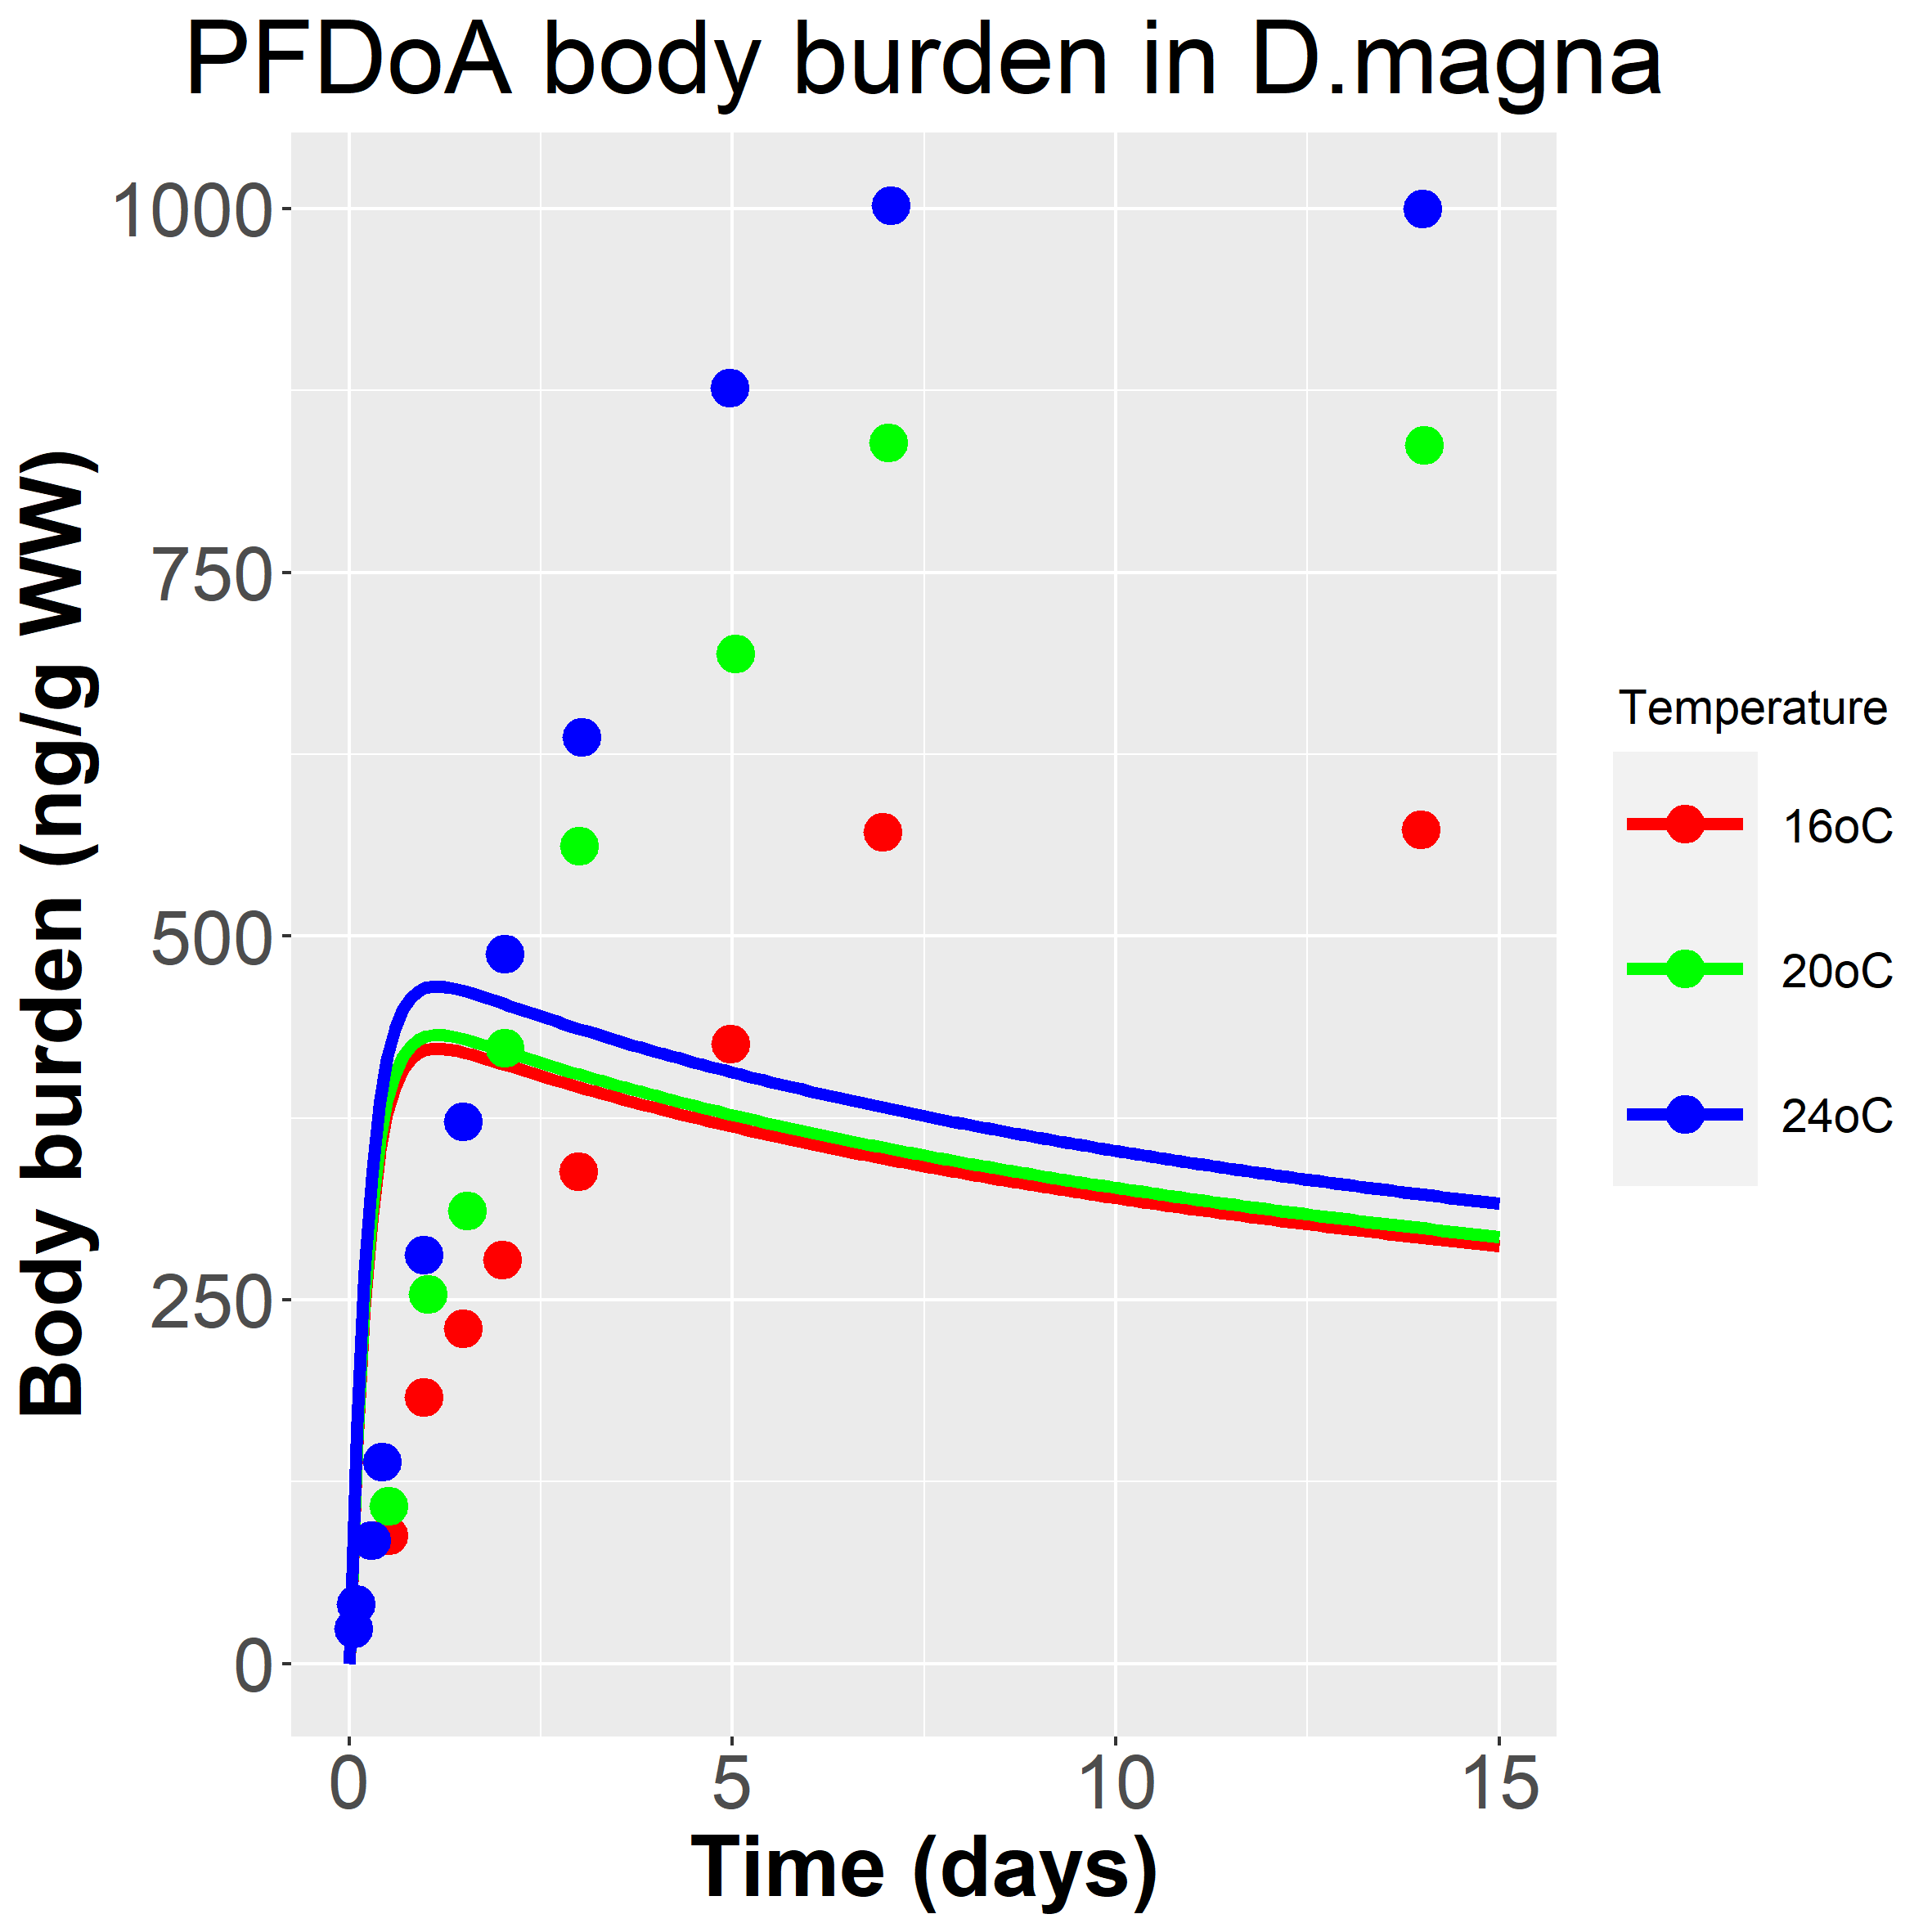 PFDoA body burden in D.magna
Body burden (ng/g WW)
1000
750
500
250
0
0 5 10 15
Time (days)
Temperature
16oC
20oC
24oC